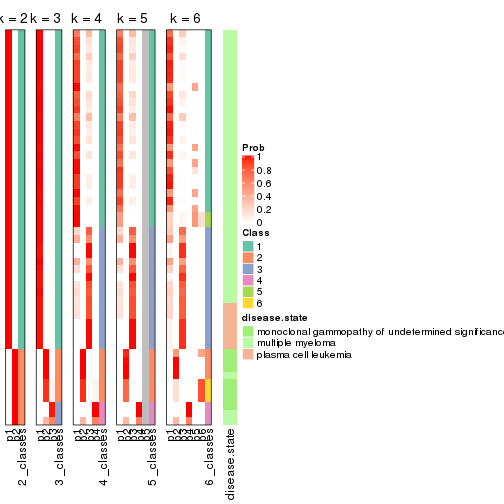 k = 2 k = 3 k = 4 k = 5 k = 6
Prob
1
0.8
0.6
0.4
0.2
0
Class
1
2
3
4
5
6
disease.state
monoclonal gammopathy of undetermined significance
multiple myeloma
plasma cell leukemia
p1
p2
2_classes
p1
p2
p3
3_classes
p1
p2
p3
p4
4_classes
p1
p2
p3
p4
p5
5_classes
p1
p2
p3
p4
p5
p6
6_classes
disease.state